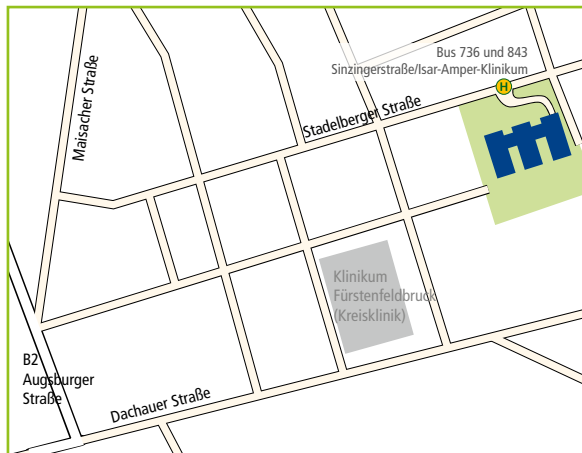 Bus 736 und 843
Sinzingerstraße/Isar-Amper-Klinikum
H
Maisacher Straße
Stadelberger Straße
Klinikum
Fürstenfeldbruck
(Kreisklinik)
B2
Augsburger
Straße
Dachauer Straße